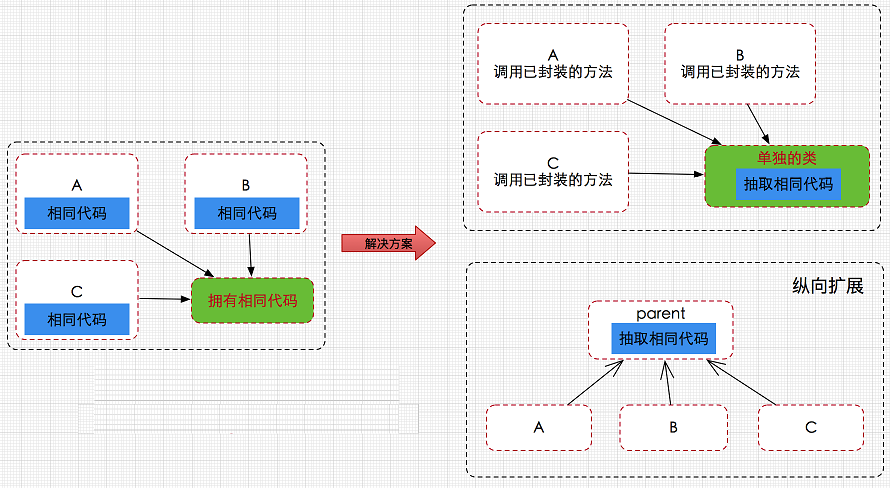 A
相同代码
B
相同代码
C
相同代码
拥有相同代码
解决方案
A
调用已封装的方法
B
调用已封装的方法
C
调用已封装的方法
单独的类
抽取相同代码
纵向扩展
parent
抽取相同代码
A
B
C